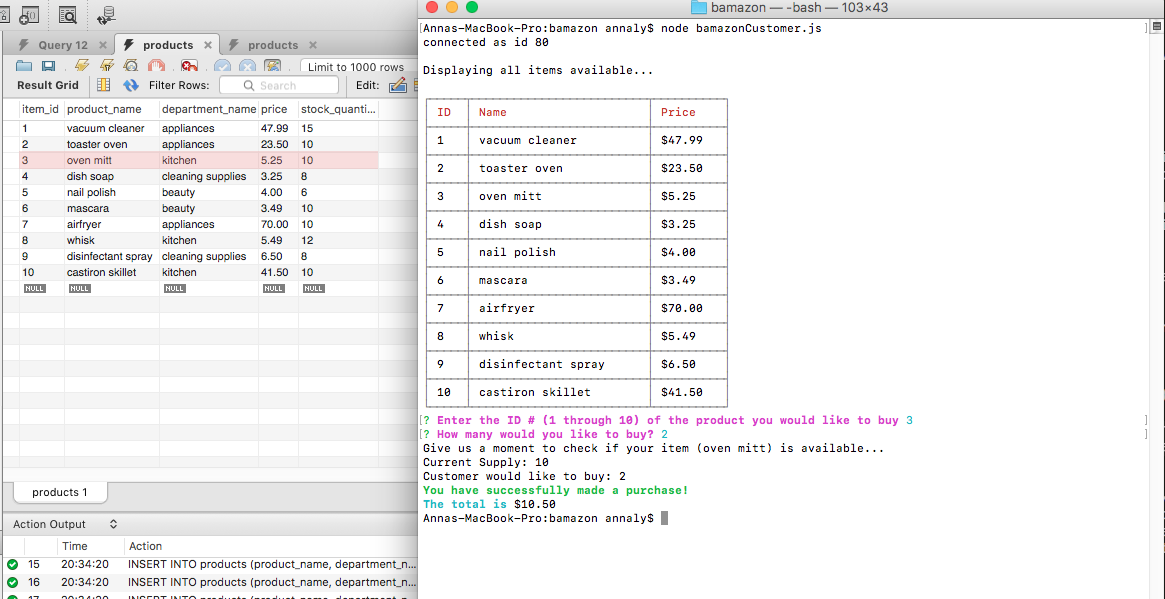 bamazon — -bash — 103×43
Query 12 × products × products ×
Limit to 1000 rows
Result Grid Filter Rows: Search Edit:
item_id product_name department_name price stock_quanti...
1 vacuum cleaner appliances 47.99 15
2 toaster oven appliances 23.50 10
3 oven mitt kitchen 5.25 10
4 dish soap cleaning supplies 3.25 8
5 nail polish beauty 4.00 6
6 mascara beauty 3.49 10
7 airfryer appliances 70.00 10
8 whisk kitchen 5.49 12
9 disinfectant spray cleaning supplies 6.50 8
10 castiron skillet kitchen 41.50 10
NULL NULL NULL NULL NULL
products 1
Action Output
Time Action
15 20:34:20 INSERT INTO products (product_name, department_n...
16 20:34:20 INSERT INTO products (product_name, department_n...
17 20:34:20 INSERT INTO products (product_name, department_n...
[Annas-MacBook-Pro:bamazon annaly$ node bamazonCustomer.js ]
connected as id 80
Displaying all items available...
ID Name Price
1 vacuum cleaner $47.99
2 toaster oven $23.50
3 oven mitt $5.25
4 dish soap $3.25
5 nail polish $4.00
6 mascara $3.49
7 airfryer $70.00
8 whisk $5.49
9 disinfectant spray $6.50
10 castiron skillet $41.50
[? Enter the ID # (1 through 10) of the product you would like to buy 3 ]
[? How many would you like to buy? 2 ]
Give us a moment to check if your item (oven mitt) is available...
Current Supply: 10
Customer would like to buy: 2
You have successfully made a purchase!
The total is $10.50
Annas-MacBook-Pro:bamazon annaly$